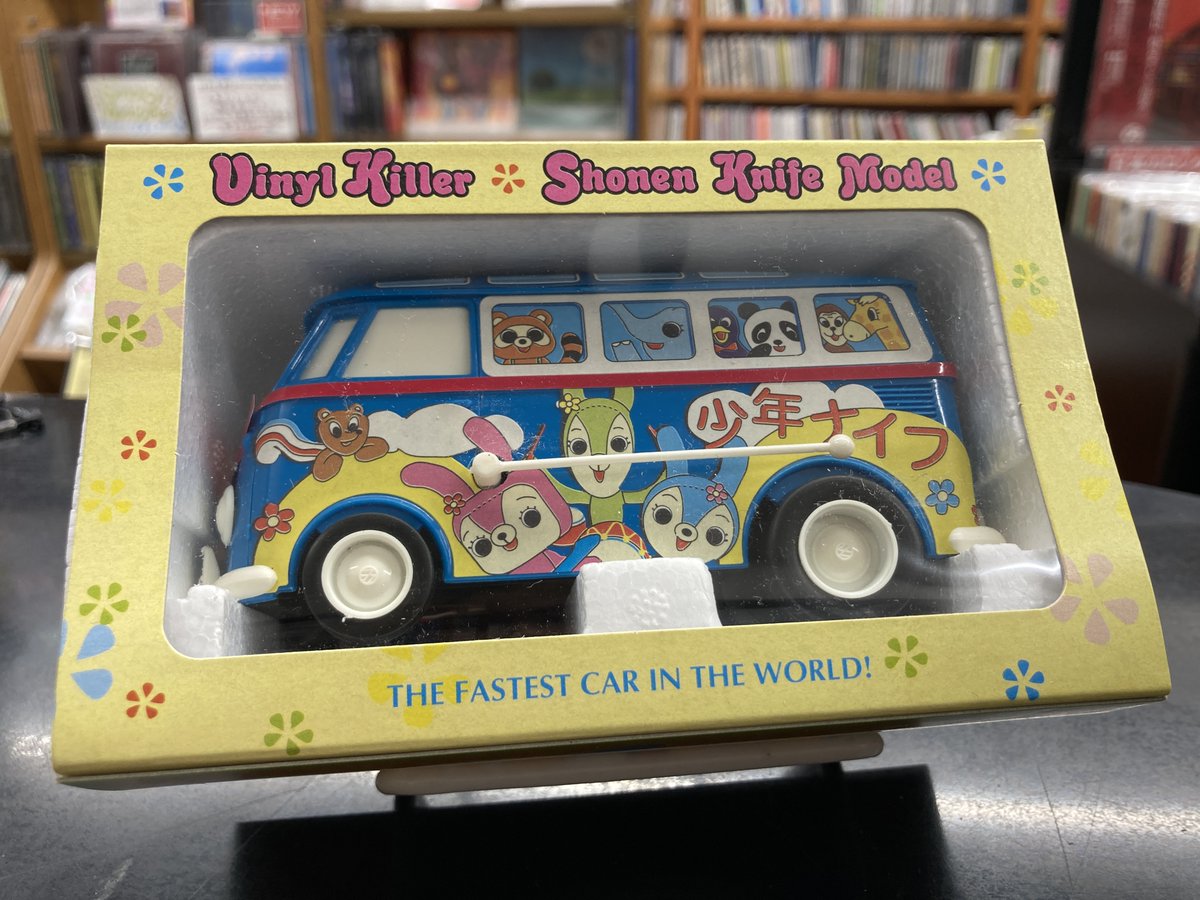 Vinyl Killer Shonen Knife Model
少年ナイフ
THE FASTEST CAR IN THE WORLD!